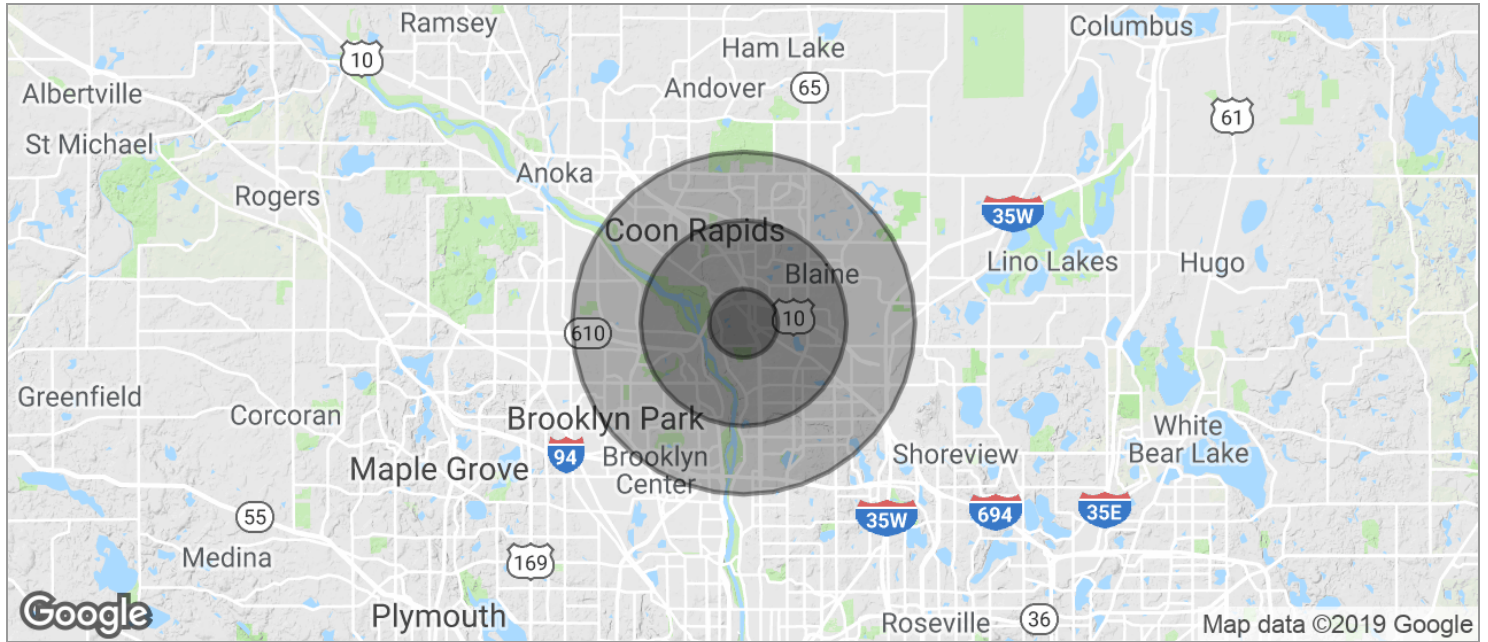 Ramsey
Columbus
10
Ham Lake
Andover
65
Albertville
61
St Michael
Anoka
Rogers
35W
Coon Rapids
Lino Lakes
Hugo
Blaine
10
610
Greenfield
Corcoran
Brooklyn Park
White
Bear Lake
94
Brooklyn
Center
Shoreview
Maple Grove
55
35W
694
35E
Medina
169
Google
Plymouth
Roseville
36
Map data ©2019 Google